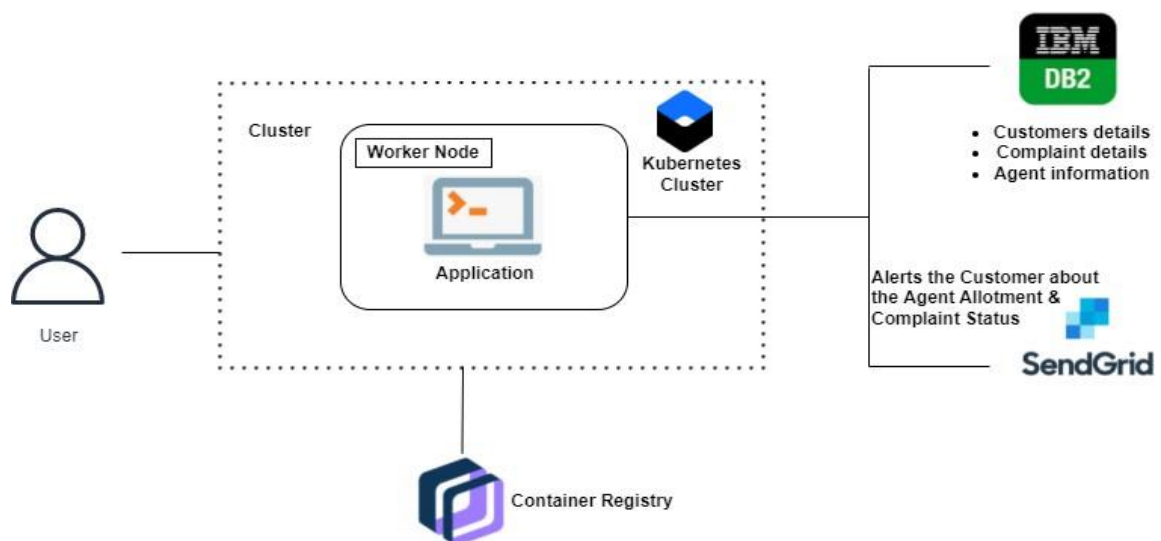 IBM
DB2
Cluster
Worker Node
Kubernetes
Cluster
Customers details
Complaint details
Agent information
Application
User
Alerts the Customer about
the Agent Allotment &
Complaint Status
SendGrid
Container Registry